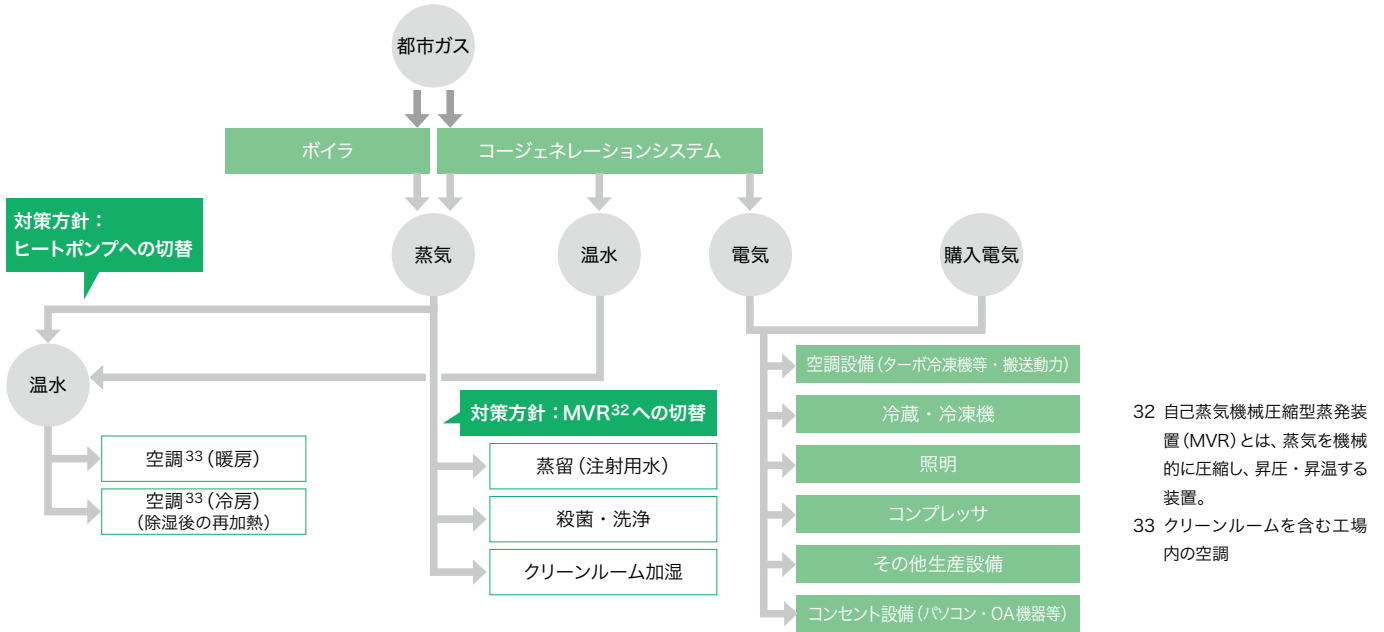 都市ガス
ボイラ
コージェネレーションシステム
対策方針：
ヒートポンプへの切替
蒸気
温水
電気
購入電気
温水
空調33（暖房）
空調33（冷房）
（除湿後の再加熱）
対策方針：MVR32への切替
蒸留（注射用水）
殺菌・洗浄
クリーンルーム加湿
空調設備（ターボ冷凍機等・搬送動力）
冷蔵・冷凍機
照明
コンプレッサ
その他生産設備
コンセント設備（パソコン・OA機器等）
32 自己蒸気機械圧縮型蒸発装
置（MVR）とは、蒸気を機械
的に圧縮し、昇圧・昇温する
装置。
33 クリーンルームを含む工場
内の空調